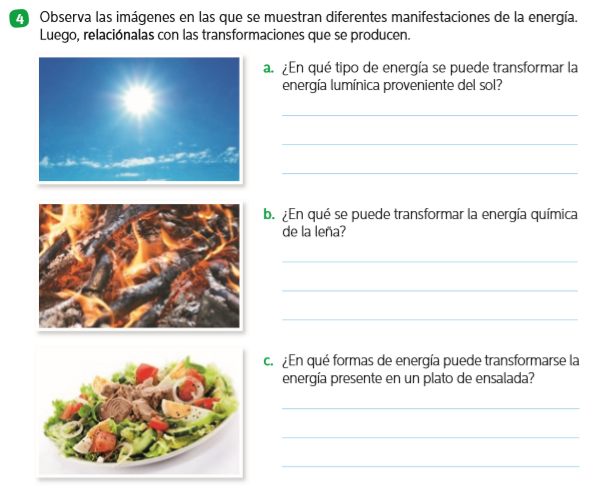 4 Observa las imágenes en las que se muestran diferentes manifestaciones de la energía.
Luego, relaciónalas con las transformaciones que se producen.
a. ¿En qué tipo de energía se puede transformar la
energía lumínica proveniente del sol?
b. ¿En qué se puede transformar la energía química
de la leña?
c. ¿En qué formas de energía puede transformarse la
energía presente en un plato de ensalada?